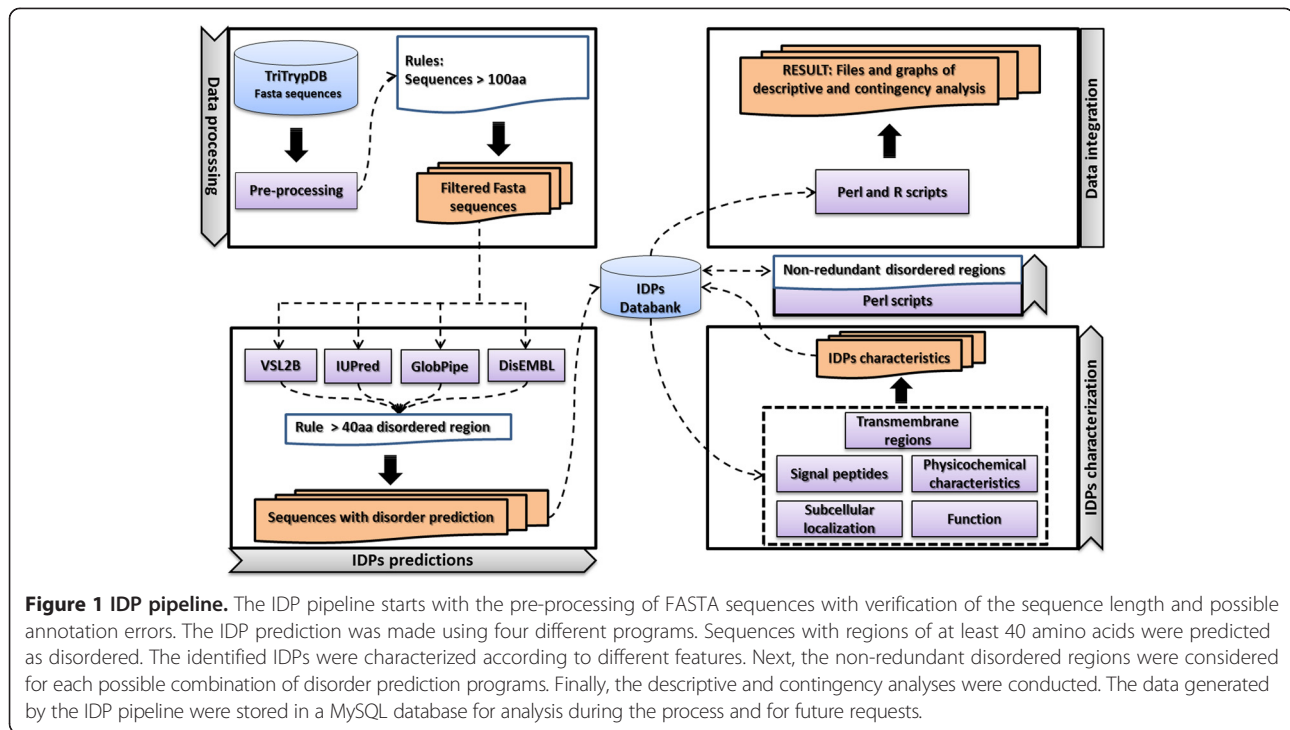 Data processing
TriTrypDB
Fasta sequences
Pre-processing
Rules:
Sequences > 100aa
Filtered Fasta
sequences
VSL2B
IUPred
GlobPipe
DisEMBL
Rule > 40aa disordered region
Sequences with disorder prediction
IDPs predictions
IDPs
Databank
RESULT: Files and graphs of
descriptive and contingency analysis
Perl and R scripts
Data integration
Non-redundant disordered regions
Perl scripts
IDPs characteristics
Transmembrane
regions
Signal peptides
Physicochemical
characteristics
Subcellular
localization
Function
IDPs characterization
Figure 1 IDP pipeline. The IDP pipeline starts with the pre-processing of FASTA sequences with verification of the sequence length and possible
annotation errors. The IDP prediction was made using four different programs. Sequences with regions of at least 40 amino acids were predicted
as disordered. The identified IDPs were characterized according to different features. Next, the non-redundant disordered regions were considered
for each possible combination of disorder prediction programs. Finally, the descriptive and contingency analyses were conducted. The data generated
by the IDP pipeline were stored in a MySQL database for analysis during the process and for future requests.